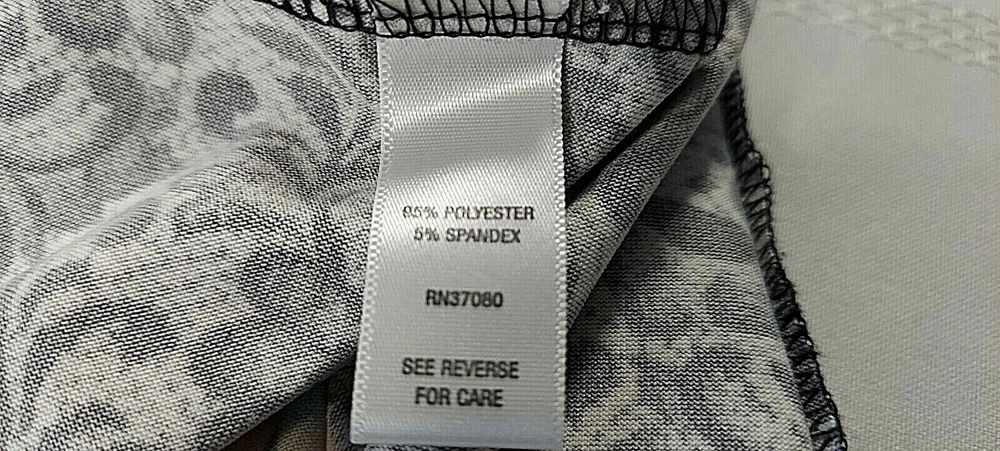 95% POLYESTER
5% SPANDEX
RN37080
SEE REVERSE
FOR CARE